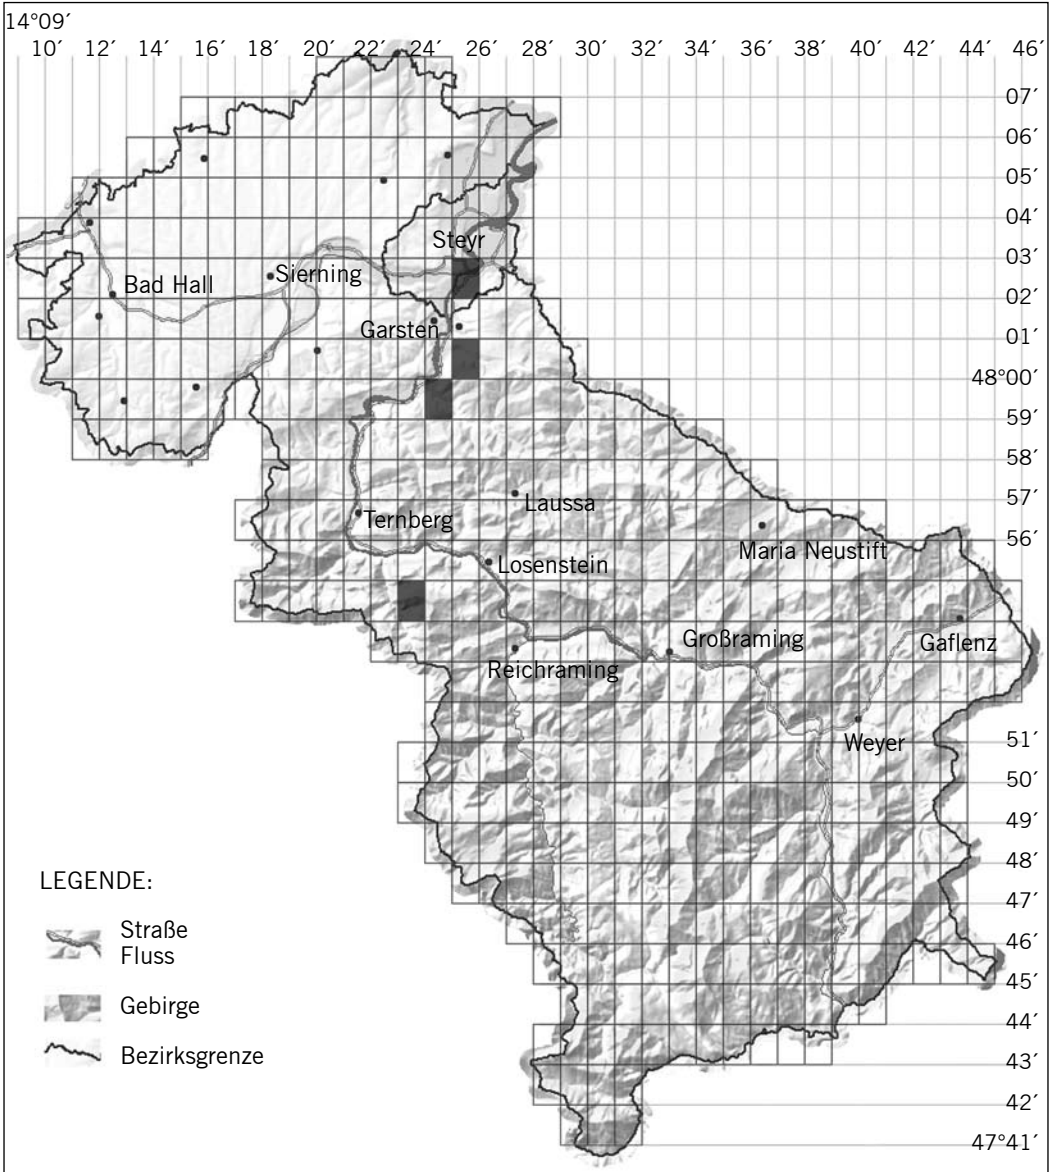 14°09′
10′ 12′ 14′ 16′ 20′ 22′ 24′ 26′ 28′ 30′ 32′ 34′ 36′ 38′ 40′ 42′ 44′ 46′
07′
06′
05′
04′
Steyr
03′
Sierning
Bad Hall
02′
Garsten
01′
48°00′
59′
58′
57′
Laussa
Ternberg
56′
Maria Neustift
Losenstein
Großraming
Gaflenz
Reichraming
51′
Weyer
50′
49′
48′
LEGENDE:
47′
Straße
46′
Fluss
45′
Gebirge
44′
Bezirksgrenze
43′
42′
47°41′